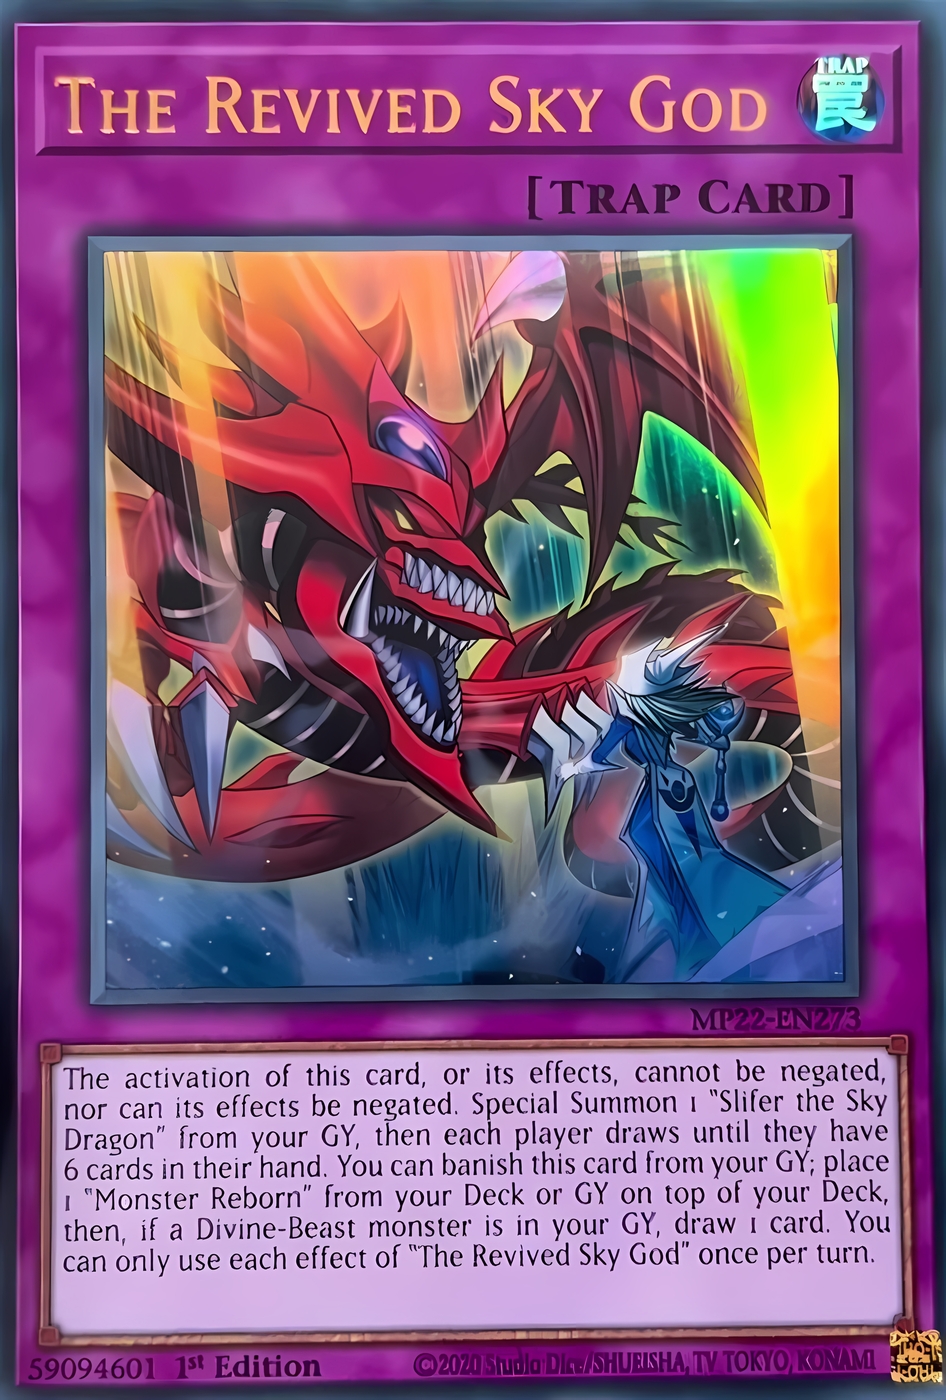 THE REVIVED SKY GOD
TRAP
罠
[TRAP CARD]
MP22-EN273
The activation of this card, or its effects, cannot be negated,
nor can its effects be negated. Special Summon 1 "Slifer the Sky
Dragon" from your GY, then each player draws until they have
6 cards in their hand. You can banish this card from your GY; place
1 "Monster Reborn" from your Deck or GY on top of your Deck,
then, if a Divine-Beast monster is in your GY, draw 1 card. You
can only use each effect of "The Revived Sky God" once per turn.
59094601 1st Edition ©2020 Studio Dice/SHUEISHA, TV TOKYO, KONAMI